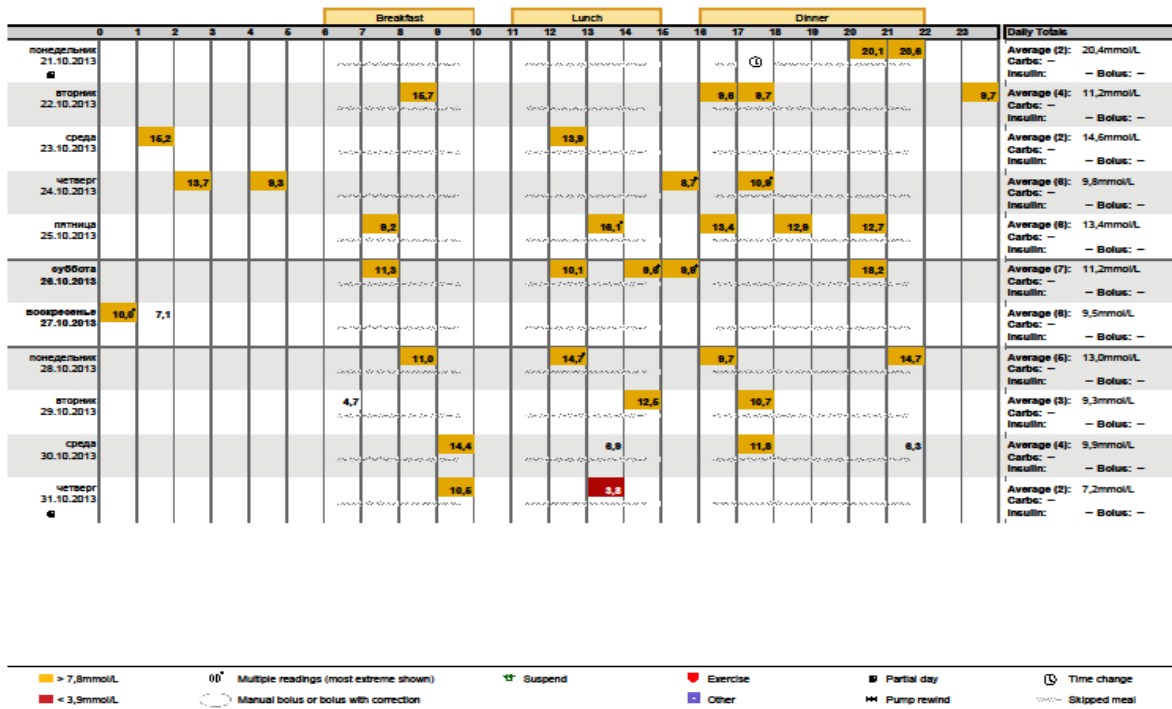 Breakfast Lunch Dinner
0 1 2 3 4 5 6 7 8 9 10 11 12 13 14 15 16 17 18 19 20 21 22 23 Daily Totals
понедельник 20,1 20,6 Average (2): 20,4mmol/L
21.10.2013 Carbs: –
Insulin: – Bolus: –
вторник 15,7 9,8 9,7 9,7 Average (4): 11,2mmol/L
22.10.2013 Carbs: –
Insulin: – Bolus: –
среда 15,2 13,9 Average (2): 14,6mmol/L
23.10.2013 Carbs: –
Insulin: – Bolus: –
четверг 13,7 9,3 8,7 10,9 Average (6): 9,8mmol/L
24.10.2013 Carbs: –
Insulin: – Bolus: –
пятница 9,2 16,1 13,4 12,9 12,7 Average (6): 13,4mmol/L
25.10.2013 Carbs: –
Insulin: – Bolus: –
суббота 11,3 10,1 9,8 18,2 Average (7): 11,2mmol/L
26.10.2013 Carbs: –
Insulin: – Bolus: –
воскресенье 10,0 7,1 Average (6): 9,5mmol/L
27.10.2013 Carbs: –
Insulin: – Bolus: –
понедельник 11,0 14,7 9,7 14,7 Average (5): 13,0mmol/L
28.10.2013 Carbs: –
Insulin: – Bolus: –
вторник 4,7 12,5 10,7 Average (3): 9,3mmol/L
29.10.2013 Carbs: –
Insulin: – Bolus: –
среда 14,4 6,9 11,8 6,3 Average (4): 9,9mmol/L
30.10.2013 Carbs: –
Insulin: – Bolus: –
четверг 10,5 3,8 Average (2): 7,2mmol/L
31.10.2013 Carbs: –
Insulin: – Bolus: –
> 7,8mmol/L Multiple readings (most extreme shown) Suspend Exercise Partial day Time change
< 3,9mmol/L Manual bolus or bolus with correction Other Pump rewind Skipped meal